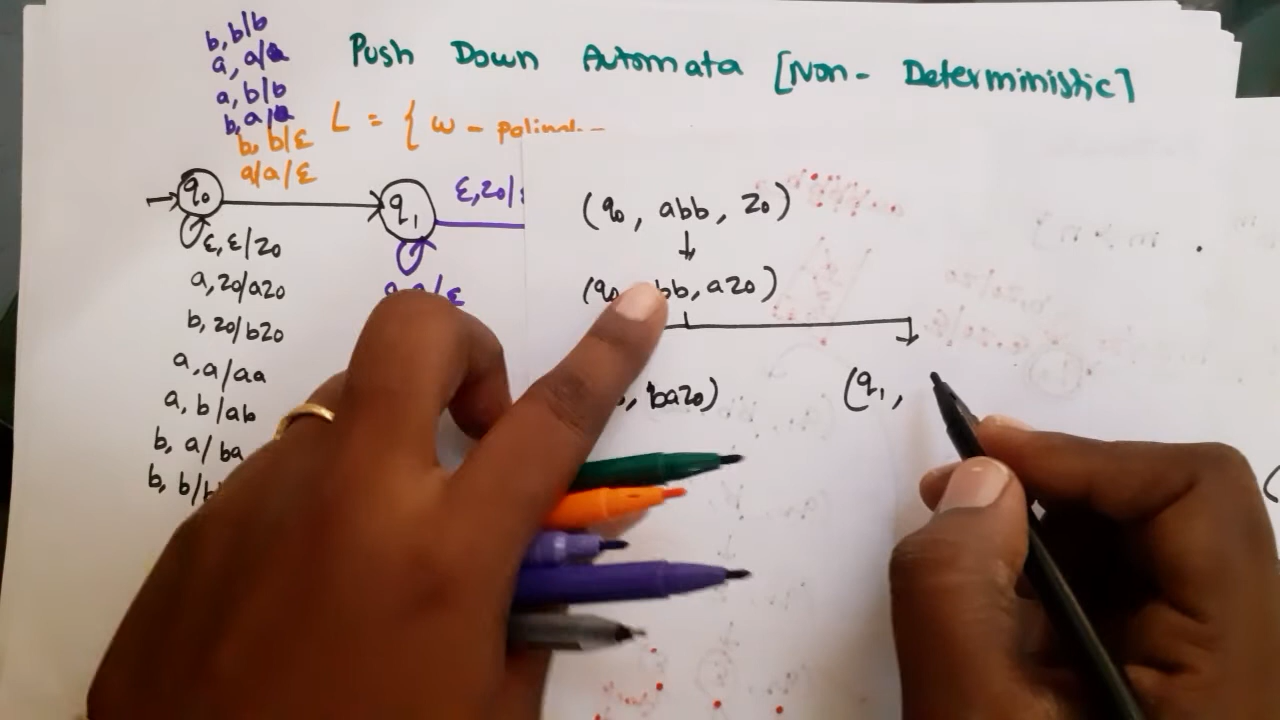 Push Down Automata [Non-Deterministic]
b, b/b
a, a/a
a, b/b
b, a/a
b, b/ε
a/a/ε
L = { w - polind...
q0
q1
ε, z0/
ε, ε/z0
a, z0/az0
b, z0/bz0
a, a/aa
a, b/ab
b, a/ba
b, b/b
a, a/ε
(q0, abb, z0)
(q0, bb, az0)
, baz0)
(q1,